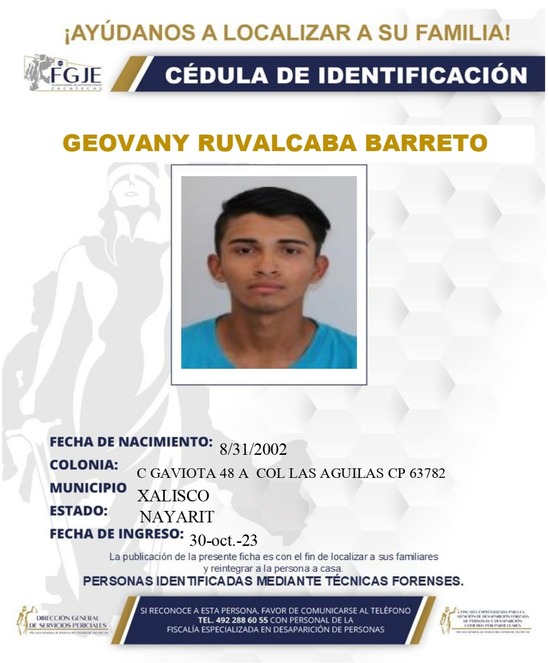 ¡AYÚDANOS A LOCALIZAR A SU FAMILIA!
FGJE
ZACATECAS
CÉDULA DE IDENTIFICACIÓN
GEOVANY RUVALCABA BARRETO
FECHA DE NACIMIENTO: 8/31/2002
COLONIA: C GAVIOTA 48 A COL LAS AGUILAS CP 63782
MUNICIPIO XALISCO
ESTADO: NAYARIT
FECHA DE INGRESO: 30-oct.-23
La publicación de la presente ficha es con el fin de localizar a sus familiares
y reintegrar a la persona a casa.
PERSONAS IDENTIFICADAS MEDIANTE TÉCNICAS FORENSES.
DIRECCIÓN GENERAL
DE SERVICIOS PERICIALES
SI RECONOCE A ESTA PERSONA, FAVOR DE COMUNICARSE AL TELÉFONO
TEL. 492 288 60 55 CON PERSONAL DE LA
FISCALÍA ESPECIALIZADA EN DESAPARICIÓN DE PERSONAS